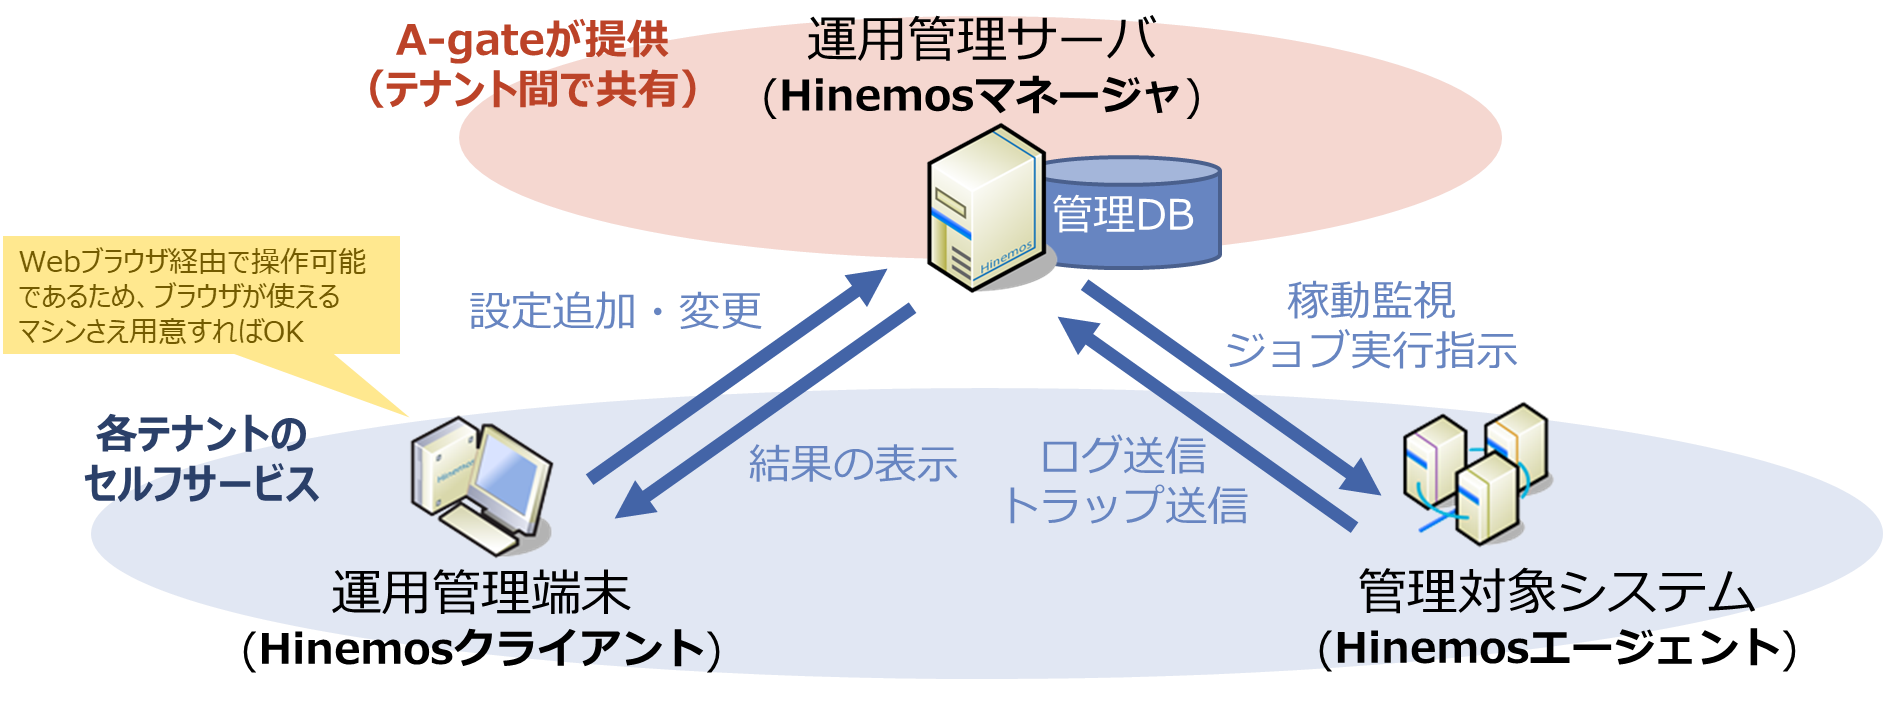 A-gateが提供
（テナント間で共有）
運用管理サーバ
(Hinemosマネージャ)
管理DB
Hinemos
Webブラウザ経由で操作可能
であるため、ブラウザが使える
マシンさえ用意すればOK
設定追加・変更
結果の表示
稼動監視
ジョブ実行指示
ログ送信
トラップ送信
各テナントの
セルフサービス
Hinemos
運用管理端末
(Hinemosクライアント)
管理対象システム
(Hinemosエージェント)